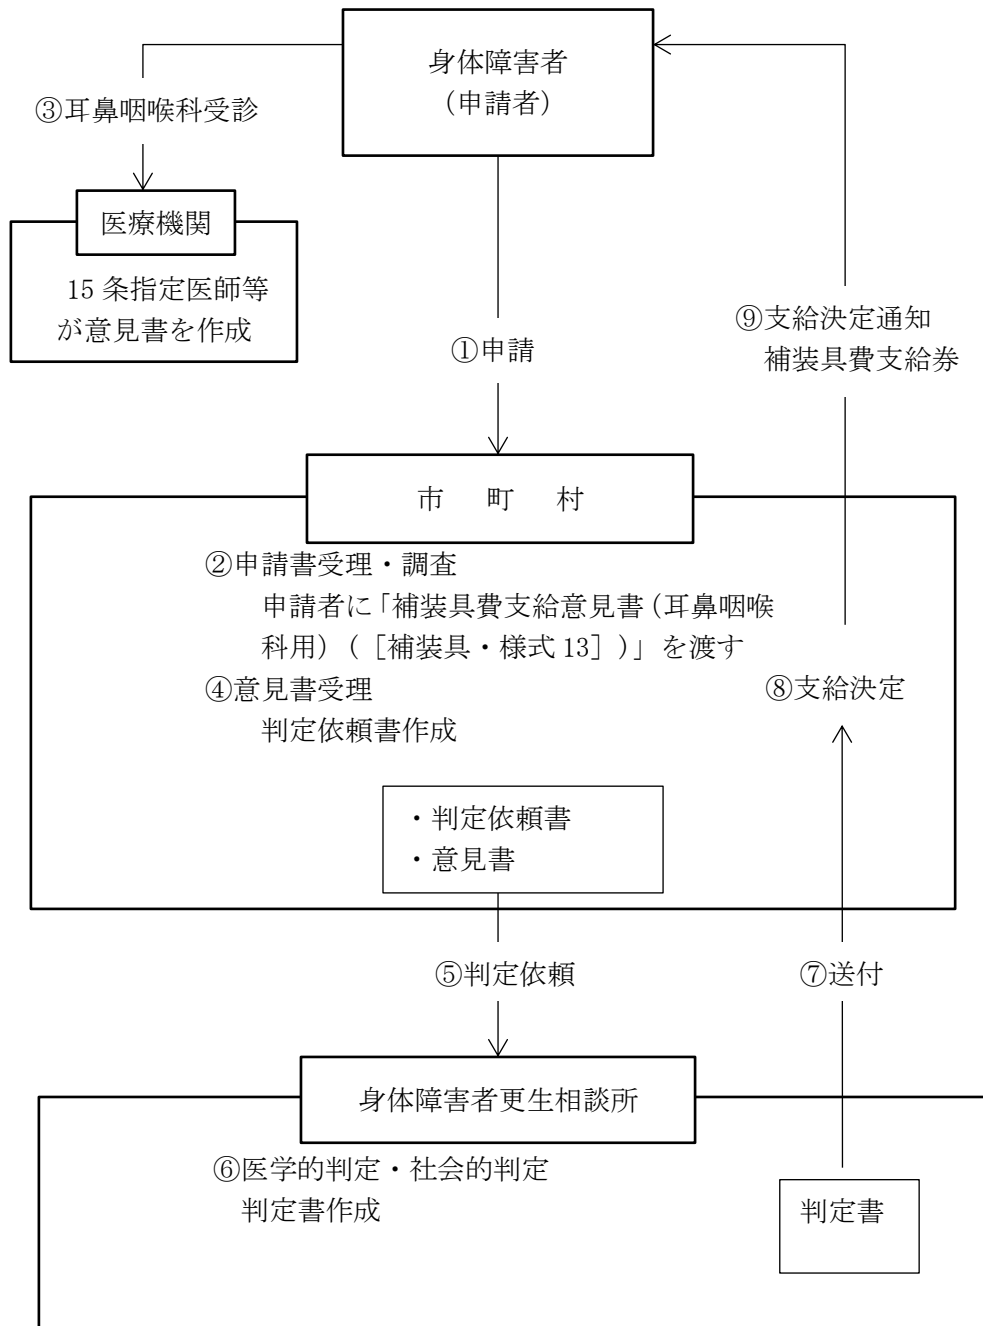 身体障害者
（申請者）
③耳鼻咽喉科受診
医療機関
15 条指定医師等
が意見書を作成
①申請
⑨支給決定通知
補装具費支給券
市　町　村
②申請書受理・調査
申請者に「補装具費支給意見書（耳鼻咽喉
科用）（［補装具・様式 13］）」を渡す
④意見書受理
判定依頼書作成
⑧支給決定
・判定依頼書
・意見書
⑤判定依頼
⑦送付
身体障害者更生相談所
⑥医学的判定・社会的判定
判定書作成
判定書